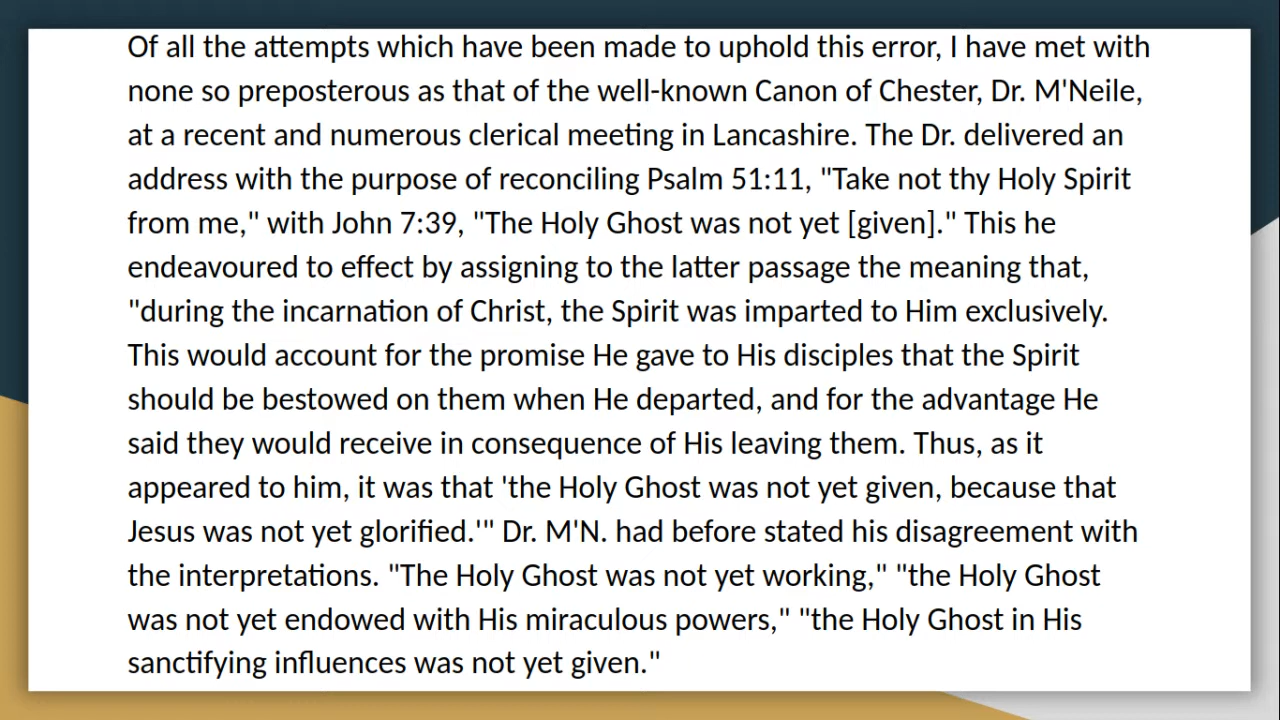 Of all the attempts which have been made to uphold this error, I have met with
none so preposterous as that of the well-known Canon of Chester, Dr. M'Neile,
at a recent and numerous clerical meeting in Lancashire. The Dr. delivered an
address with the purpose of reconciling Psalm 51:11, "Take not thy Holy Spirit
from me," with John 7:39, "The Holy Ghost was not yet [given]." This he
endeavoured to effect by assigning to the latter passage the meaning that,
"during the incarnation of Christ, the Spirit was imparted to Him exclusively.
This would account for the promise He gave to His disciples that the Spirit
should be bestowed on them when He departed, and for the advantage He
said they would receive in consequence of His leaving them. Thus, as it
appeared to him, it was that 'the Holy Ghost was not yet given, because that
Jesus was not yet glorified.'" Dr. M'N. had before stated his disagreement with
the interpretations. "The Holy Ghost was not yet working," "the Holy Ghost
was not yet endowed with His miraculous powers," "the Holy Ghost in His
sanctifying influences was not yet given."